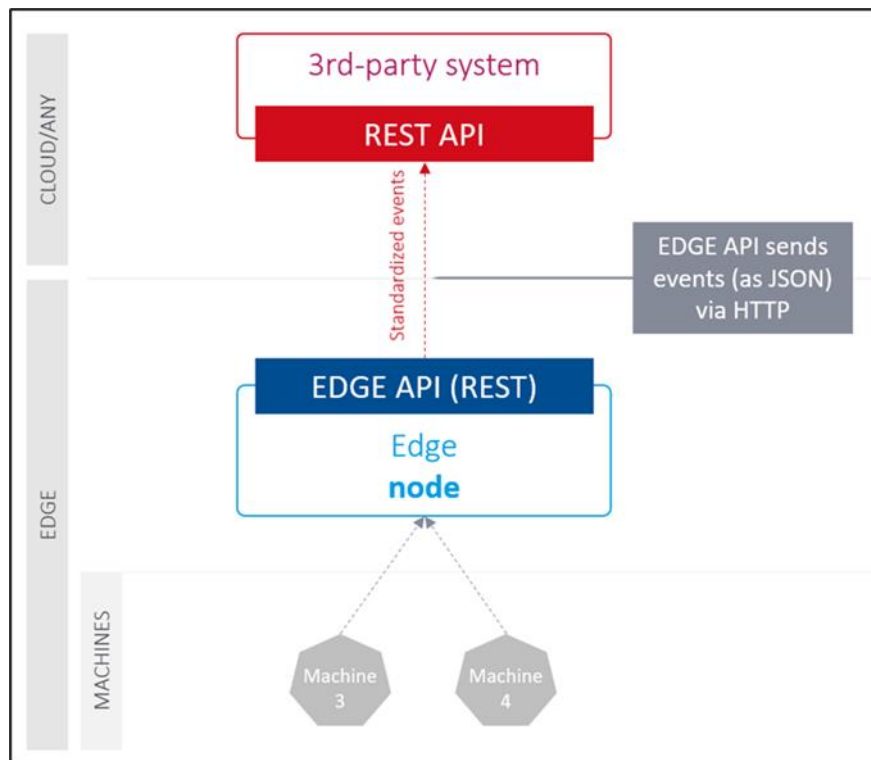 CLOUD/ANY
3rd-party system
REST API
Standardized events
EDGE API sends
events (as JSON)
via HTTP
EDGE
EDGE API (REST)
Edge
node
MACHINES
Machine
3
Machine
4